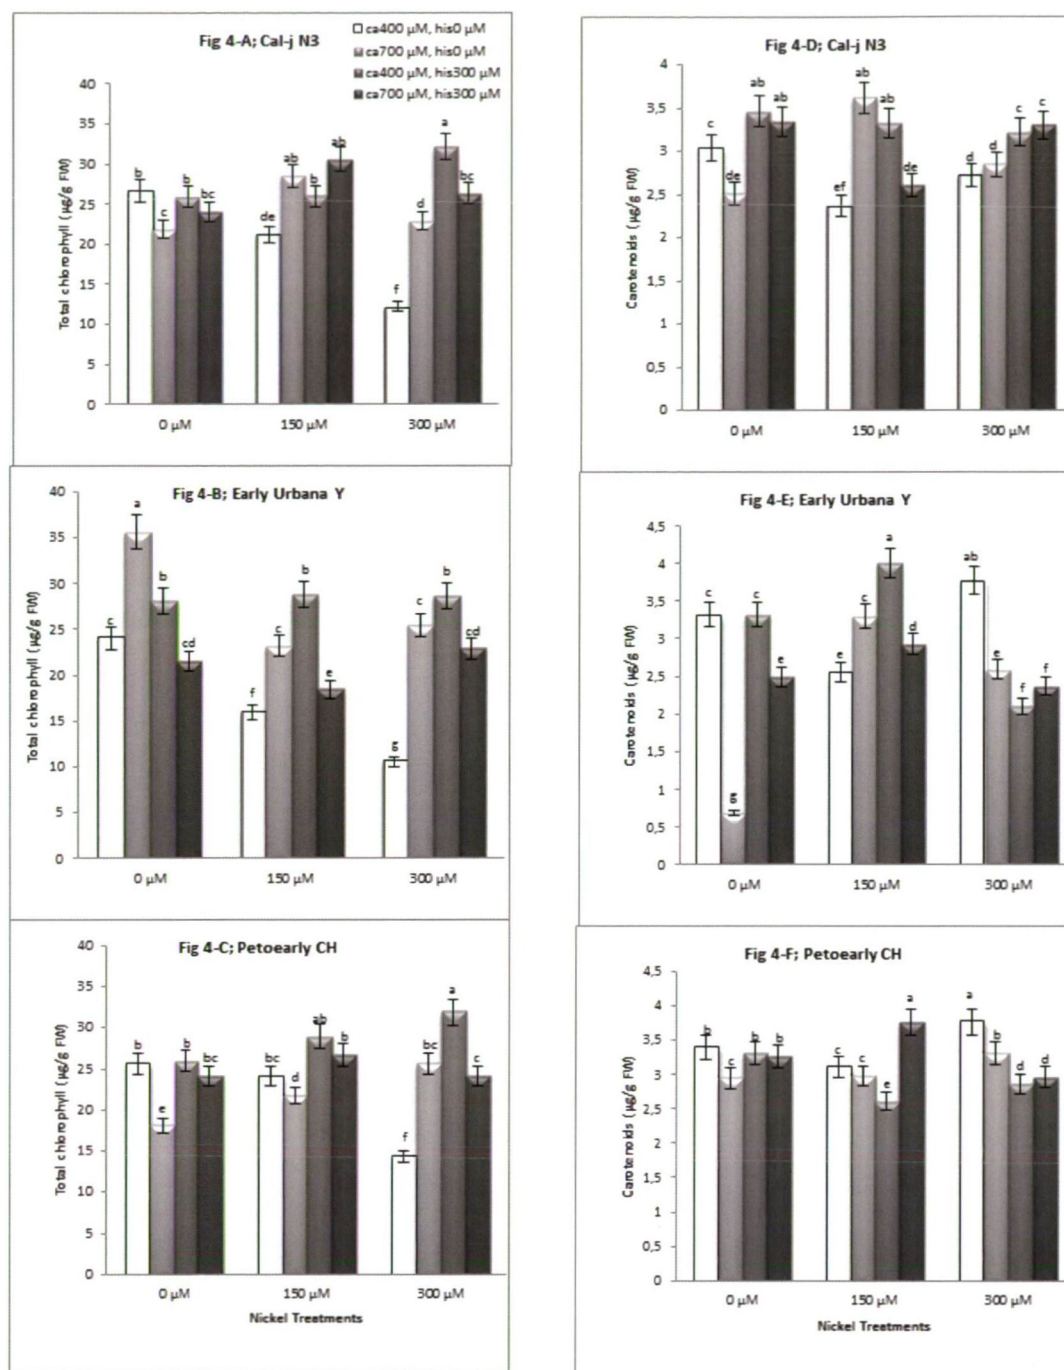 Fig 4-A; Cal-j N3
ca400 µM, his0 µM
ca700 µM, his0 µM
ca400 µM, his300 µM
ca700 µM, his300 µM
Total chlorophyll (µg/g FW)
40
35
30
25
20
15
10
5
0
b c b bc
de ab b ab
f d a bc
0 µM 150 µM 300 µM
Fig 4-D; Cal-j N3
Carotenoids (µg/g FW)
4
3,5
3
2,5
2
1,5
1
0,5
0
c de ab ab
ef ab ab de
d d c c
0 µM 150 µM 300 µM
Fig 4-B; Early Urbana Y
Total chlorophyll (µg/g FW)
40
35
30
25
20
15
10
5
0
c a b cd
f c b e
g c b cd
0 µM 150 µM 300 µM
Fig 4-E; Early Urbana Y
Carotenoids (µg/g FW)
4,5
4
3,5
3
2,5
2
1,5
1
0,5
0
c g c e
e c a d
ab e f f
0 µM 150 µM 300 µM
Fig 4-C; Petoearly CH
Total chlorophyll (µg/g FW)
40
35
30
25
20
15
10
5
0
b e b bc
bc d ab b
f bc a c
0 µM 150 µM 300 µM
Nickel Treatments
Fig 4-F; Petoearly CH
Carotenoids (µg/g FW)
4,5
4
3,5
3
2,5
2
1,5
1
0,5
0
b c b b
c c e a
a b d d
0 µM 150 µM 300 µM
Nickel Treatments